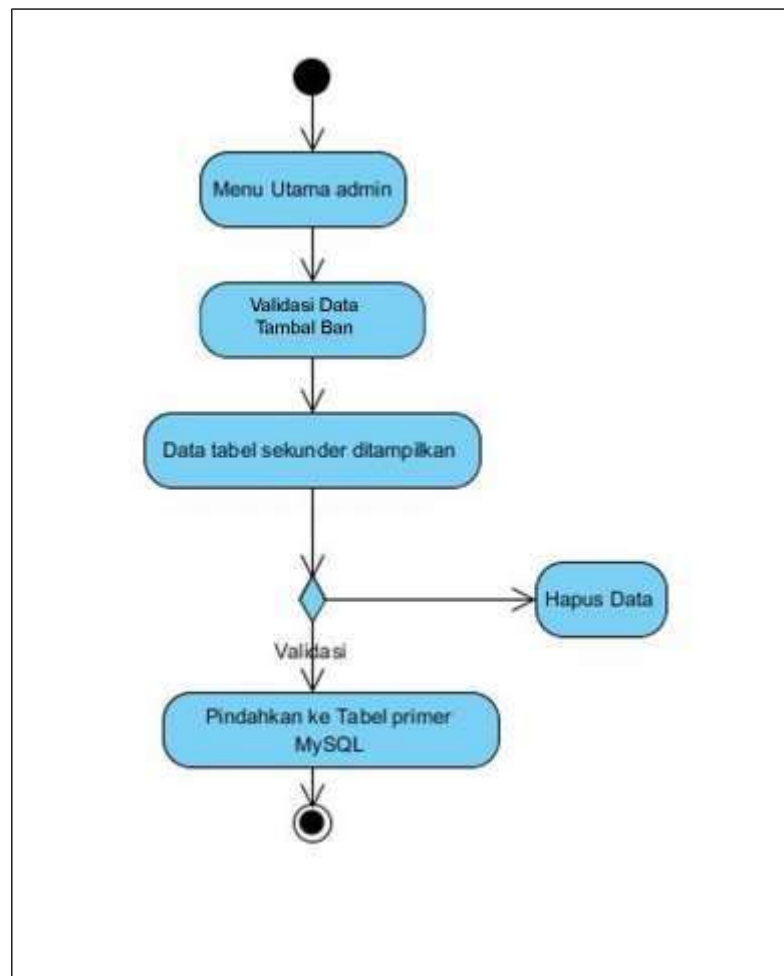 Menu Utama admin
Validasi Data
Tambal Ban
Data tabel sekunder ditampilkan
Hapus Data
Validasi
Pindahkan ke Tabel primer
MySQL